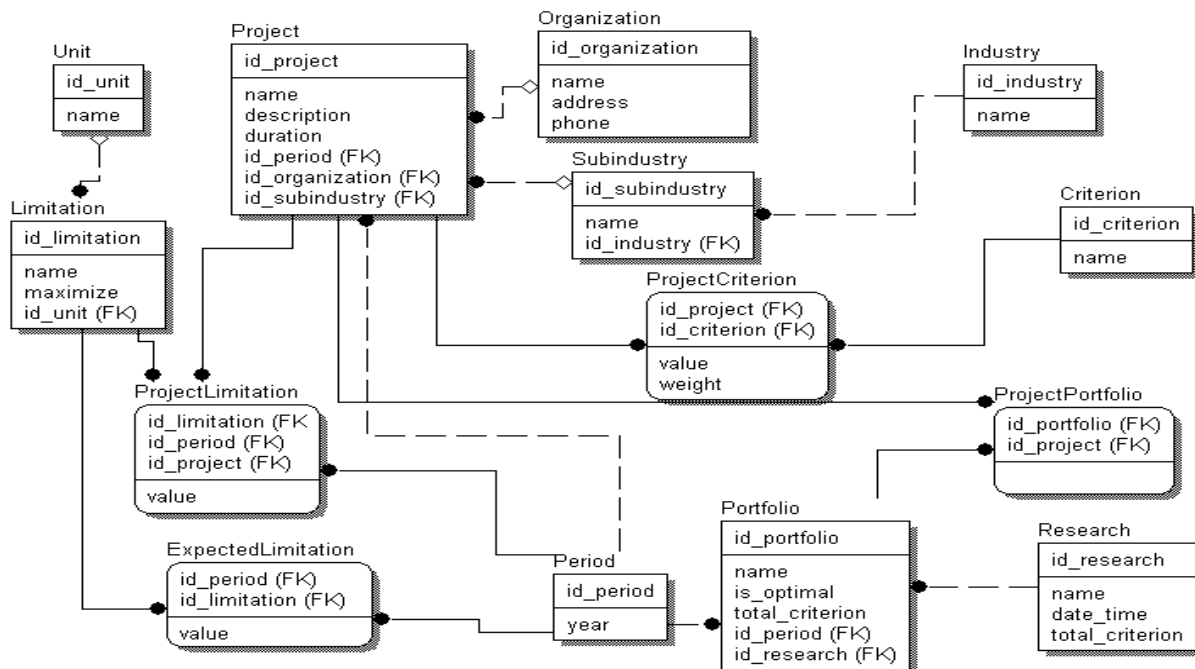 Unit
id_unit
name
Project
id_project
name
description
duration
id_period (FK)
id_organization (FK)
id_subindustry (FK)
Organization
id_organization
name
address
phone
Industry
id_industry
name
Subindustry
id_subindustry
name
id_industry (FK)
Criterion
id_criterion
name
Limitation
id_limitation
name
maximize
id_unit (FK)
ProjectCriterion
id_project (FK)
id_criterion (FK)
value
weight
ProjectLimitation
id_limitation (FK
id_period (FK)
id_project (FK)
value
ProjectPortfolio
id_portfolio (FK)
id_project (FK)
ExpectedLimitation
id_period (FK)
id_limitation (FK)
value
Period
id_period
year
Portfolio
id_portfolio
name
is_optimal
total_criterion
id_period (FK)
id_research (FK)
Research
id_research
name
date_time
total_criterion